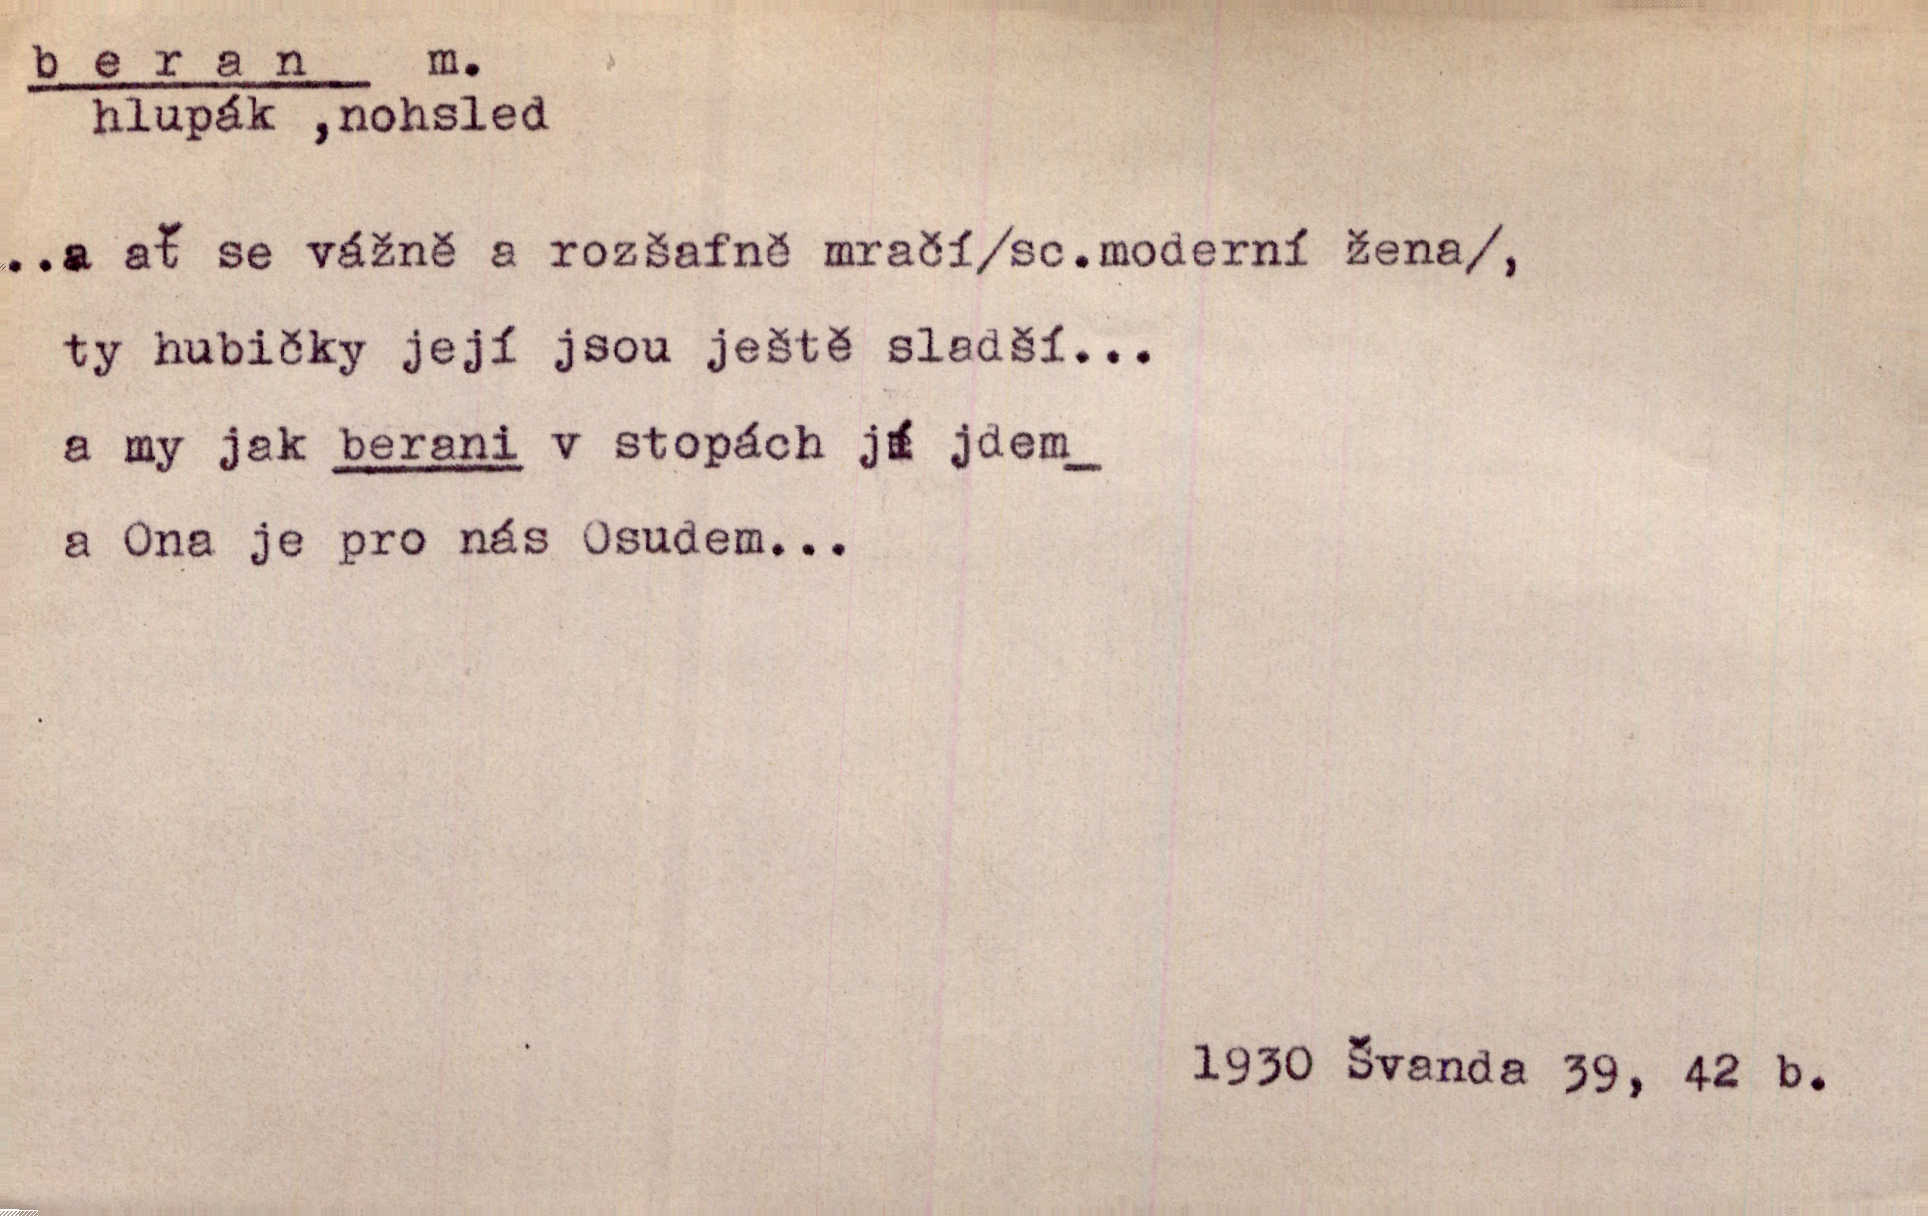 beran m.
hlupák ,nohsled
..a ať se vážně a rozšafně mračí/sc.moderní žena/,
ty hubičky její jsou ještě sladší...
a my jak berani v stopách jí jdem_
a Ona je pro nás Osudem...
1930 Švanda 39, 42 b.